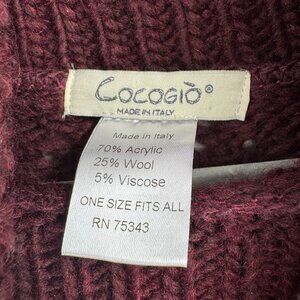 COCOGIÒ®
MADE IN ITALY
Made in Italy
70% Acrylic
25% Wool
5% Viscose
ONE SIZE FITS ALL
RN 75343